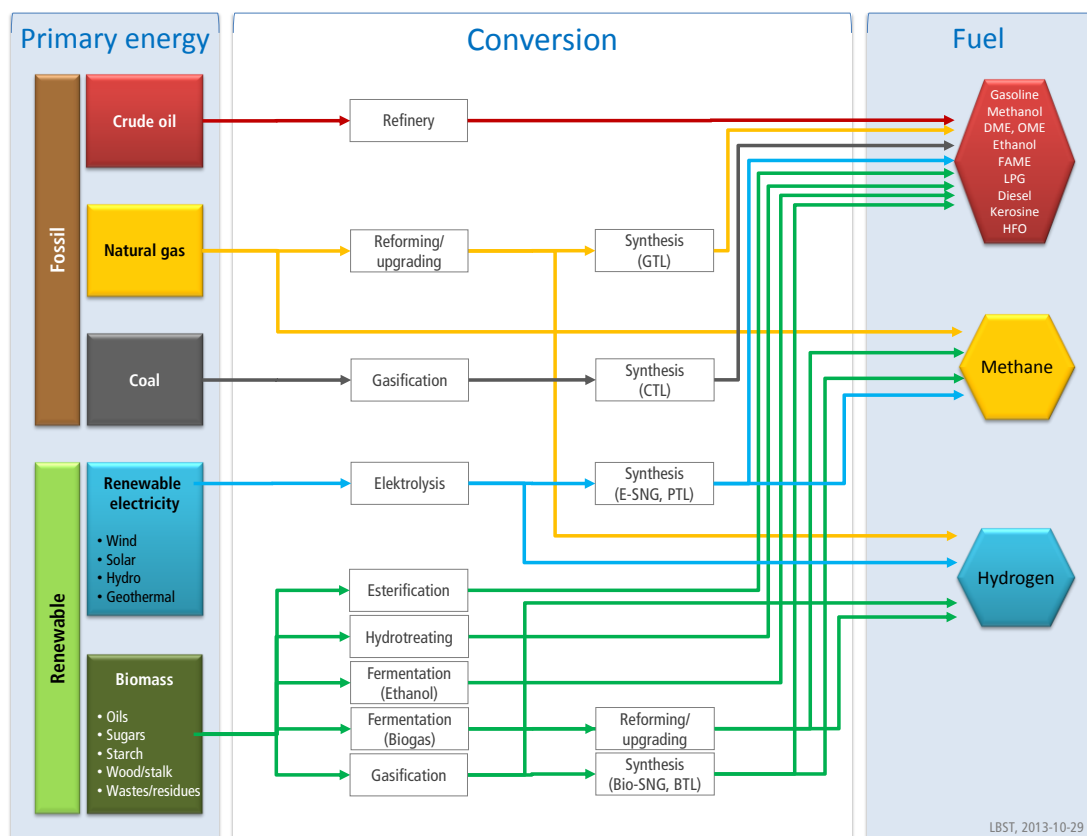 Primary energy
Conversion
Fuel
Fossil
Crude oil
Refinery
Gasoline
Methanol
DME, OME
Ethanol
FAME
LPG
Diesel
Kerosine
HFO
Natural gas
Reforming/
upgrading
Synthesis
(GTL)
Methane
Coal
Gasification
Synthesis
(CTL)
Renewable
Renewable
electricity
• Wind
• Solar
• Hydro
• Geothermal
Elektrolysis
Synthesis
(E-SNG, PTL)
Hydrogen
Biomass
• Oils
• Sugars
• Starch
• Wood/stalk
• Wastes/residues
Esterification
Hydrotreating
Fermentation
(Ethanol)
Fermentation
(Biogas)
Reforming/
upgrading
Gasification
Synthesis
(Bio-SNG, BTL)
LBST, 2013-10-29